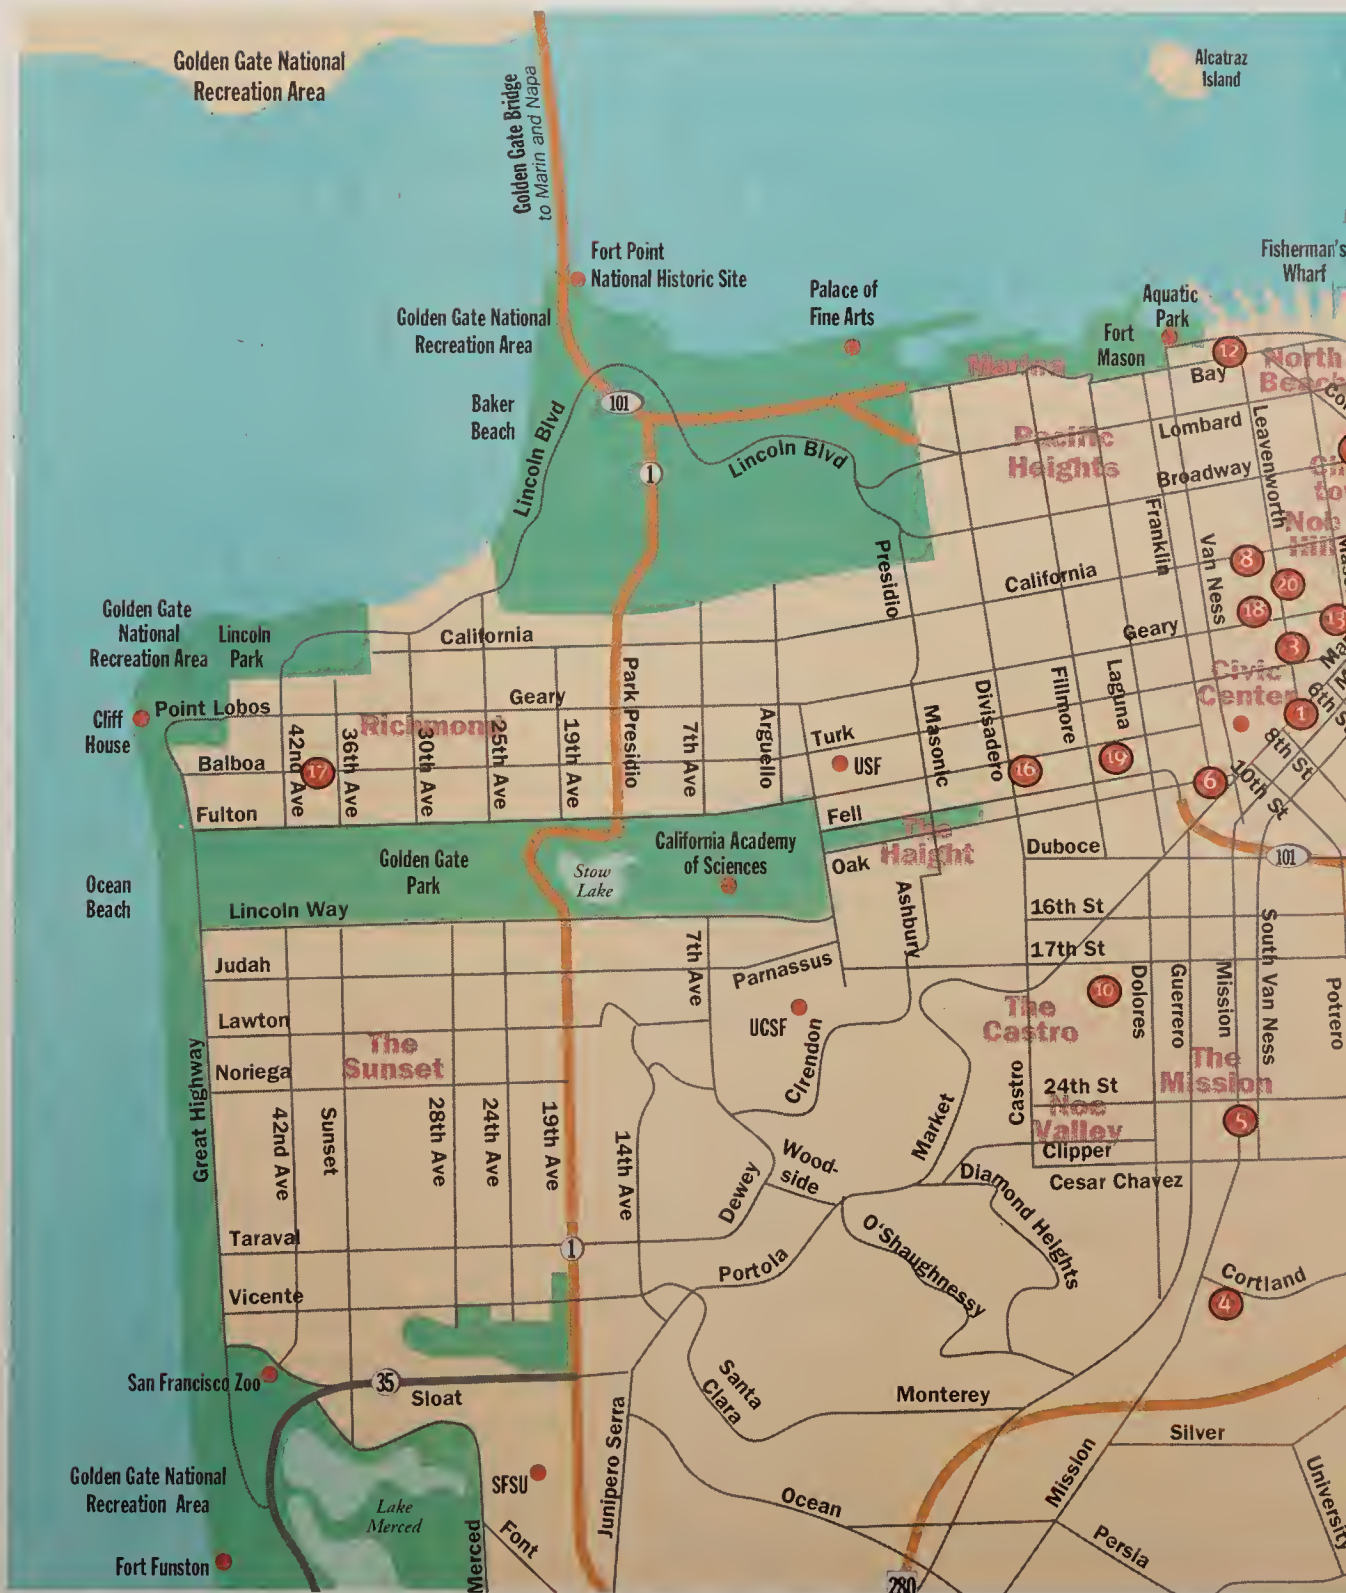 Golden Gate National
Recreation Area
Alcatraz
Island
Golden Gate Bridge
to Marin and Napa
Fort Point
National Historic Site
Golden Gate National
Recreation Area
Palace of
Fine Arts
Fisherman's
Wharf
Aquatic
Park
Fort
Mason
Marina
12
Bay
North
Beach
Baker
Beach
101
Lincoln Blvd
Lincoln Blvd
1
Pacific
Heights
Lombard
Broadway
Leavenworth
Franklin
Van Ness
Nob
Hill
Presidio
California
8
20
18
13
3
Geary
Golden Gate
National
Recreation Area
Lincoln
Park
California
Geary
Point Lobos
Cliff
House
Richmond
42nd Ave
36th Ave
30th Ave
25th Ave
19th Ave
Park Presidio
7th Ave
Arguello
Turk
USF
Masonic
Divisadero
Fillmore
Laguna
Civic
Center
1
6th St
8th St
10th St
Balboa
17
16
19
6
Fulton
Fell
The
Haight
Oak
Duboce
101
Golden Gate
Park
Stow
Lake
California Academy
of Sciences
Ocean
Beach
Lincoln Way
Ashbury
16th St
17th St
Judah
7th Ave
Parnassus
UCSF
Clrendon
The
Castro
10
Dolores
Guerrero
Mission
South Van Ness
Potrero
Lawton
Noriega
The
Sunset
Great Highway
Market
Castro
24th St
The
Mission
Noe
Valley
5
Clipper
Cesar Chavez
42nd Ave
Sunset
28th Ave
24th Ave
19th Ave
14th Ave
Dewey
Wood-
side
Diamond Heights
O'Shaughnessy
Portola
Taraval
1
Vicente
Cortland
4
San Francisco Zoo
35
Sloat
Santa
Clara
Monterey
Silver
Junipero Serra
Golden Gate National
Recreation Area
Lake
Merced
SFSU
Ocean
Mission
University
Persia
Font
Merced
Fort Funston
280